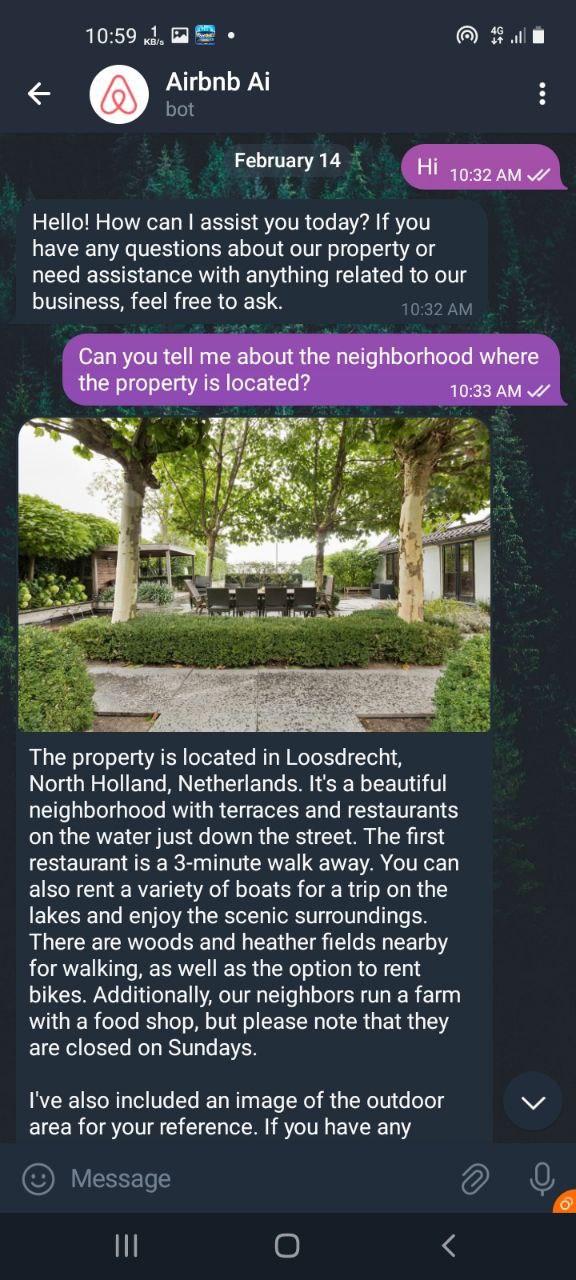 10:59 1 KB/s 4G
Airbnb Ai
bot
February 14
Hi 10:32 AM
Hello! How can I assist you today? If you
have any questions about our property or
need assistance with anything related to our
business, feel free to ask. 10:32 AM
Can you tell me about the neighborhood where
the property is located? 10:33 AM
The property is located in Loosdrecht,
North Holland, Netherlands. It's a beautiful
neighborhood with terraces and restaurants
on the water just down the street. The first
restaurant is a 3-minute walk away. You can
also rent a variety of boats for a trip on the
lakes and enjoy the scenic surroundings.
There are woods and heather fields nearby
for walking, as well as the option to rent
bikes. Additionally, our neighbors run a farm
with a food shop, but please note that they
are closed on Sundays.
I've also included an image of the outdoor
area for your reference. If you have any
Message